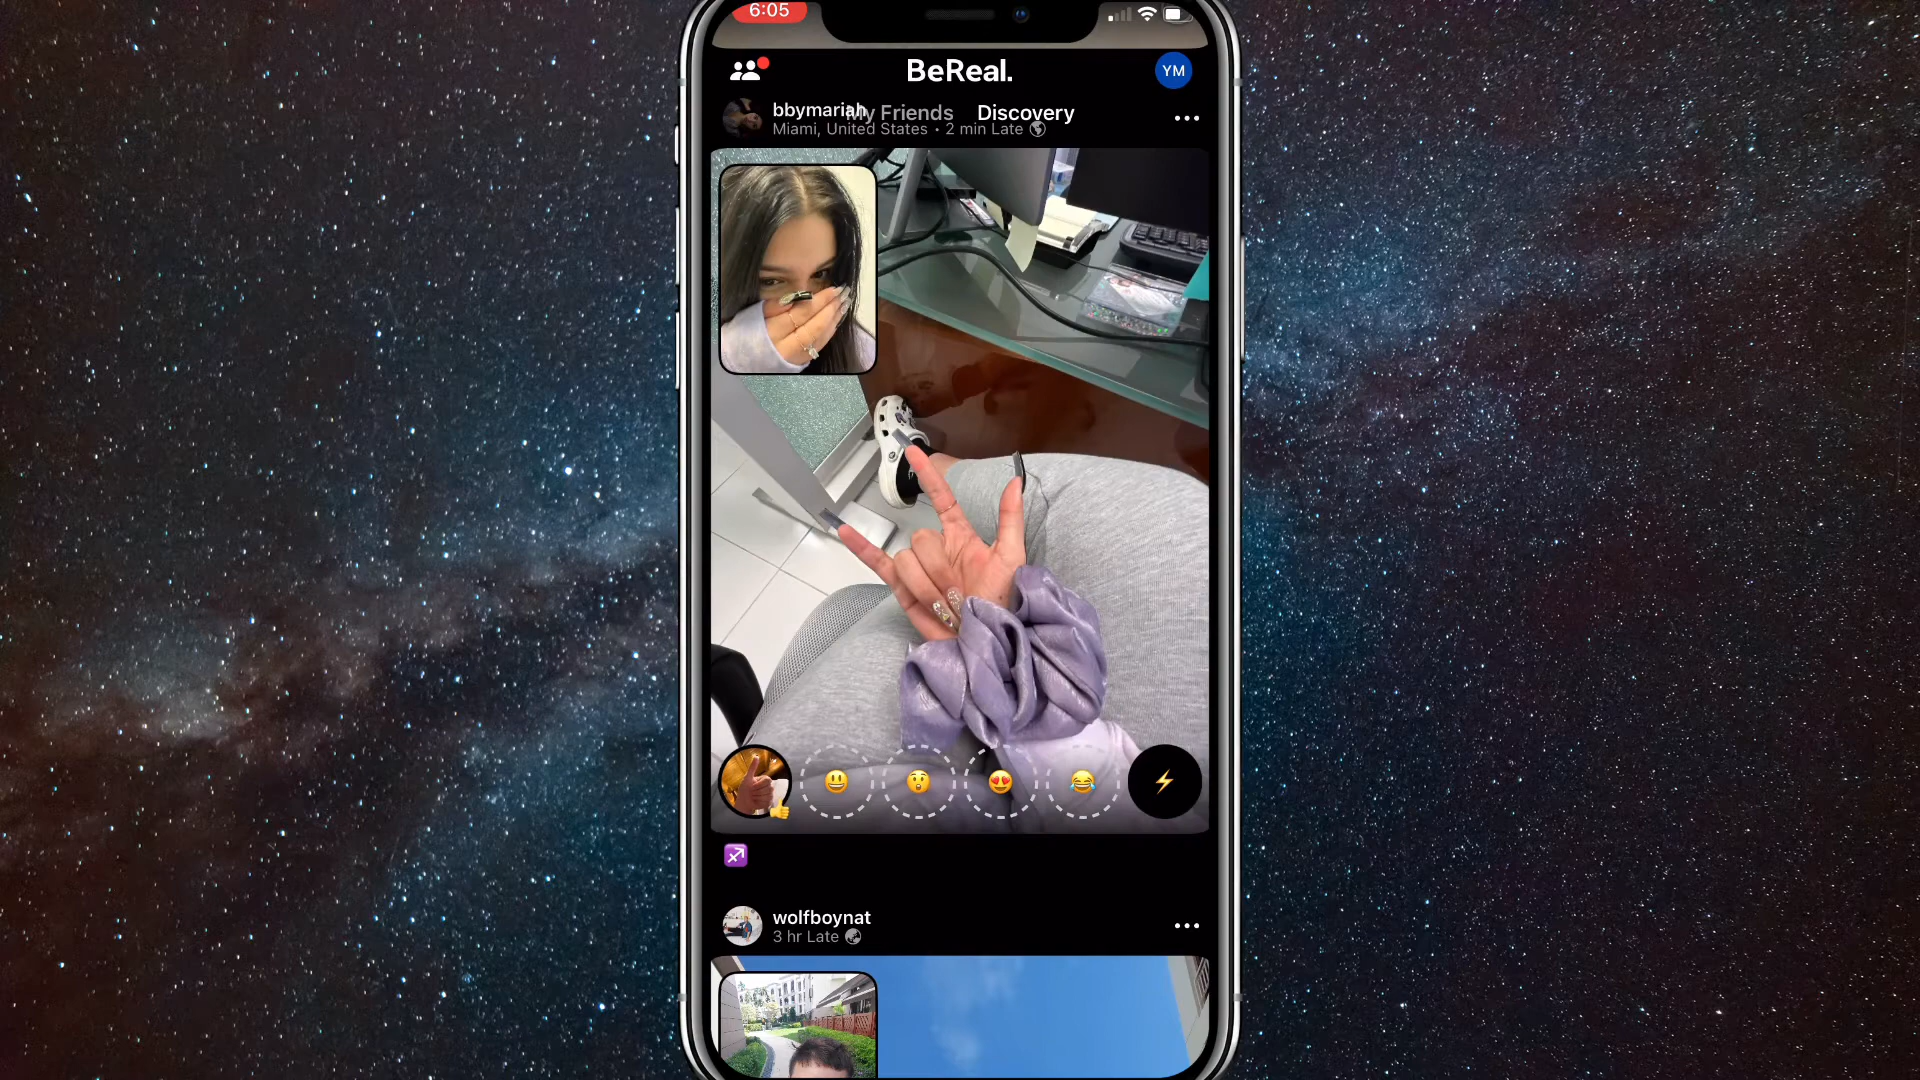 6:05
BeReal.
YM
bbymariah
My Friends
Discovery
Miami, United States • 2 min Late
wolfboynat
3 hr Late